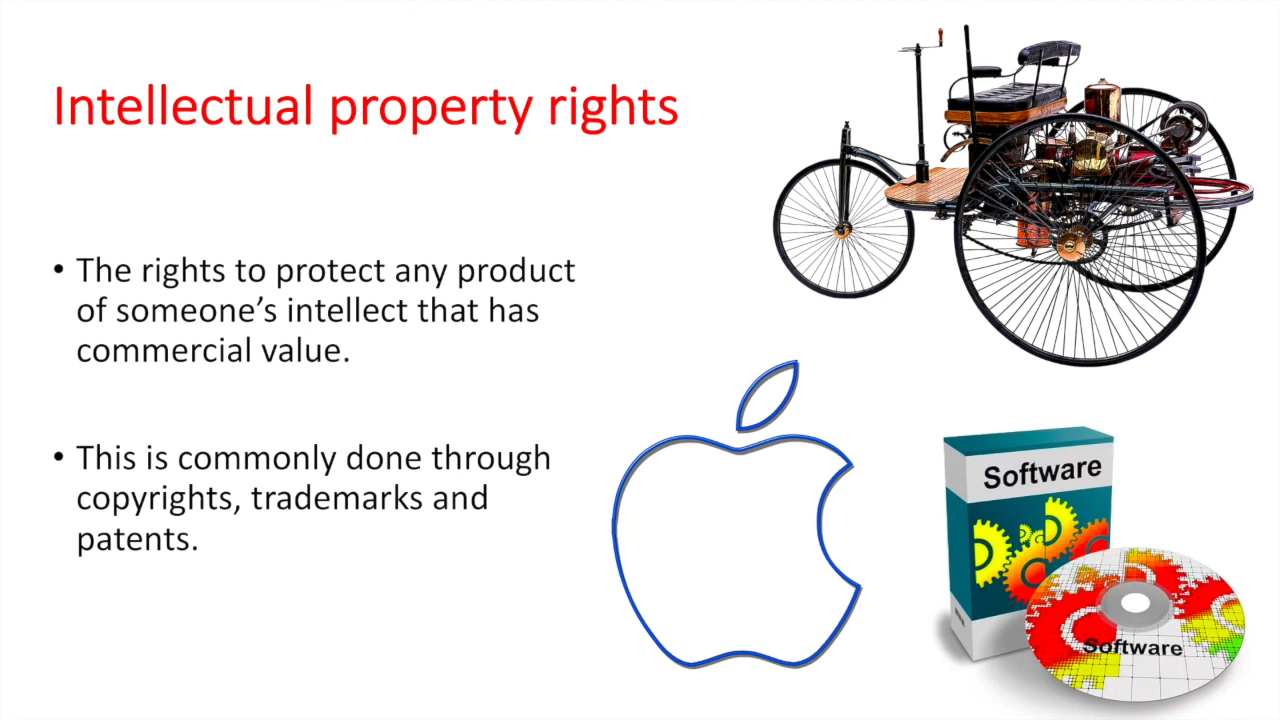 Intellectual property rights
• The rights to protect any product
of someone’s intellect that has
commercial value.
• This is commonly done through
copyrights, trademarks and
patents.
Software
Software